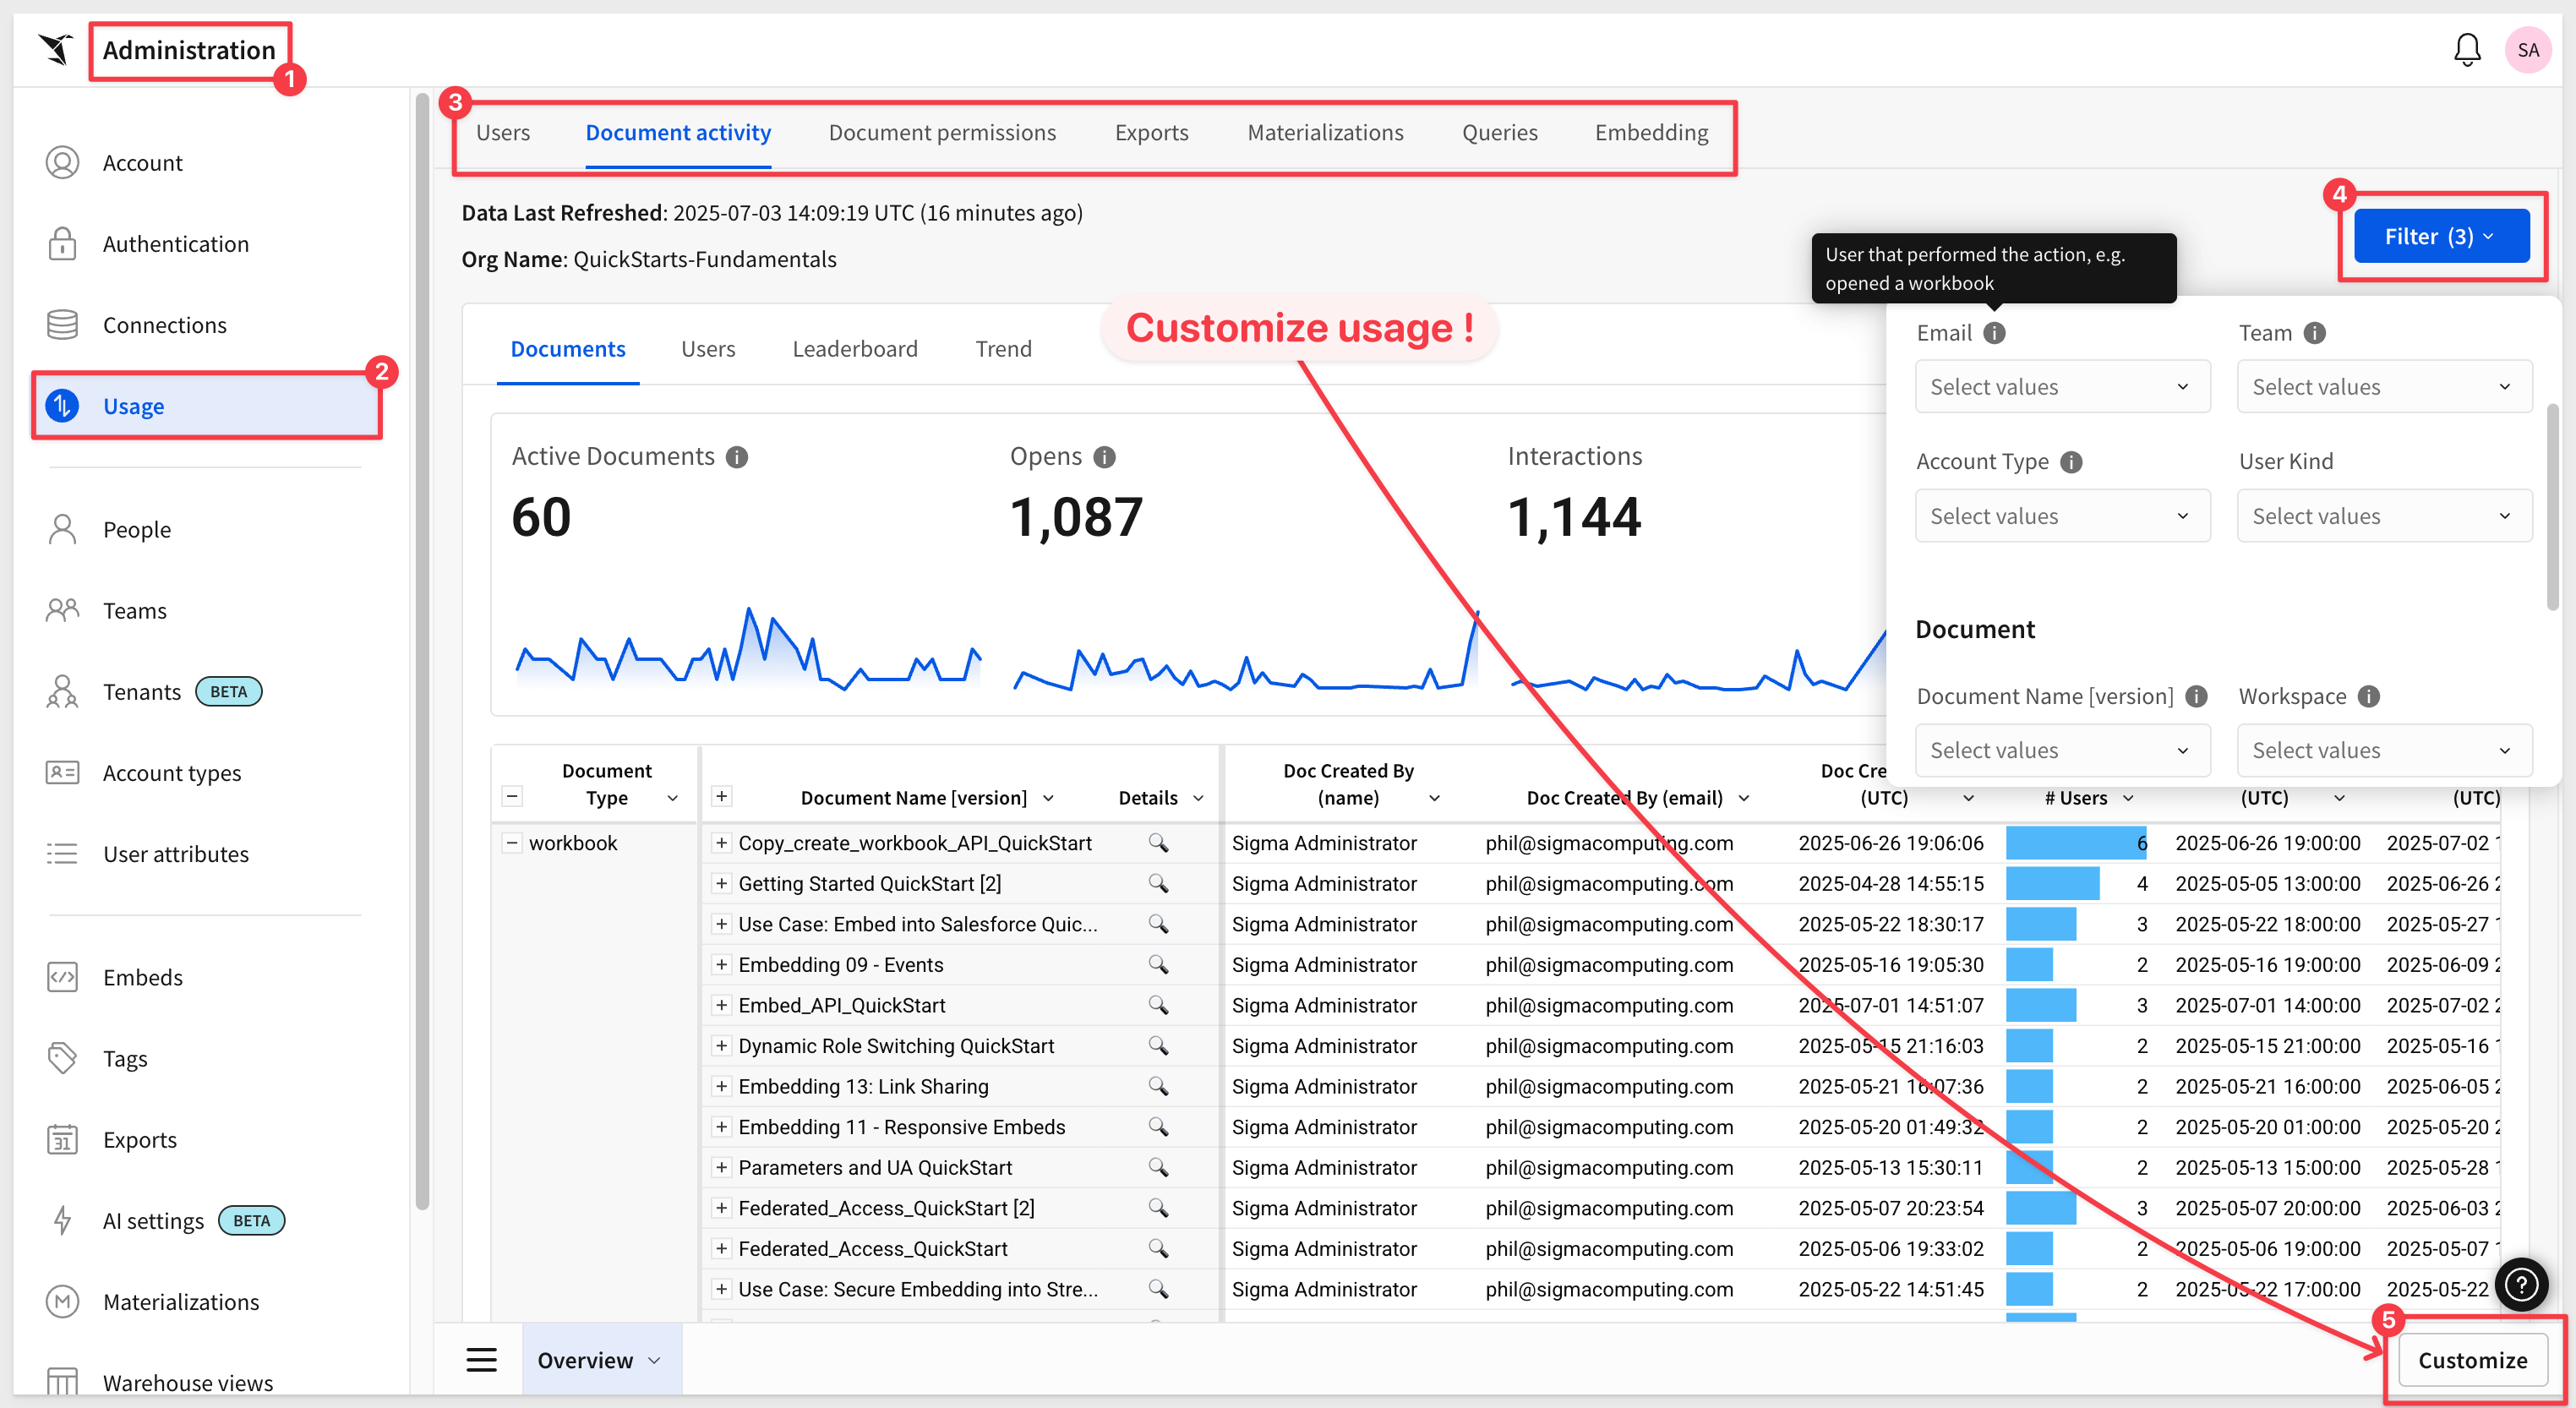 Administration
1
SA
Account
Authentication
Connections
Usage
2
People
Teams
Tenants BETA
Account types
User attributes
Embeds
Tags
31
Exports
AI settings BETA
M
Materializations
Warehouse views
3
Users Document activity Document permissions Exports Materializations Queries Embedding
Data Last Refreshed: 2025-07-03 14:09:19 UTC (16 minutes ago)
Org Name: QuickStarts-Fundamentals
4
Filter (3)
User that performed the action, e.g.
opened a workbook
Customize usage !
Documents Users Leaderboard Trend
Email Team
Select values Select values
Account Type User Kind
Select values Select values
Document
Document Name [version] Workspace
Select values Select values
Active Documents Opens Interactions
60 1,087 1,144
Document
Type
Document Name [version]
Details
Doc Created By
(name)
Doc Created By (email)
Doc Cre
(UTC)
# Users
(UTC)
(UTC)
workbook
Copy_create_workbook_API_QuickStart Sigma Administrator phil@sigmacomputing.com 2025-06-26 19:06:06 6 2025-06-26 19:00:00 2025-07-02 1
Getting Started QuickStart [2] Sigma Administrator phil@sigmacomputing.com 2025-04-28 14:55:15 4 2025-05-05 13:00:00 2025-06-26 2
Use Case: Embed into Salesforce Quic... Sigma Administrator phil@sigmacomputing.com 2025-05-22 18:30:17 3 2025-05-22 18:00:00 2025-05-27 1
Embedding 09 - Events Sigma Administrator phil@sigmacomputing.com 2025-05-16 19:05:30 2 2025-05-16 19:00:00 2025-06-09 2
Embed_API_QuickStart Sigma Administrator phil@sigmacomputing.com 2025-07-01 14:51:07 3 2025-07-01 14:00:00 2025-07-02 2
Dynamic Role Switching QuickStart Sigma Administrator phil@sigmacomputing.com 2025-05-15 21:16:03 2 2025-05-15 21:00:00 2025-05-16 1
Embedding 13: Link Sharing Sigma Administrator phil@sigmacomputing.com 2025-05-21 16:07:36 2 2025-05-21 16:00:00 2025-06-05 2
Embedding 11 - Responsive Embeds Sigma Administrator phil@sigmacomputing.com 2025-05-20 01:49:32 2 2025-05-20 01:00:00 2025-05-20 2
Parameters and UA QuickStart Sigma Administrator phil@sigmacomputing.com 2025-05-13 15:30:11 2 2025-05-13 15:00:00 2025-05-28 1
Federated_Access_QuickStart [2] Sigma Administrator phil@sigmacomputing.com 2025-05-07 20:23:54 3 2025-05-07 20:00:00 2025-06-03 2
Federated_Access_QuickStart Sigma Administrator phil@sigmacomputing.com 2025-05-06 19:33:02 2 2025-05-06 19:00:00 2025-05-07 1
Use Case: Secure Embedding into Stre... Sigma Administrator phil@sigmacomputing.com 2025-05-22 14:51:45 2 2025-05-22 17:00:00 2025-05-22
?
5
Overview
Customize